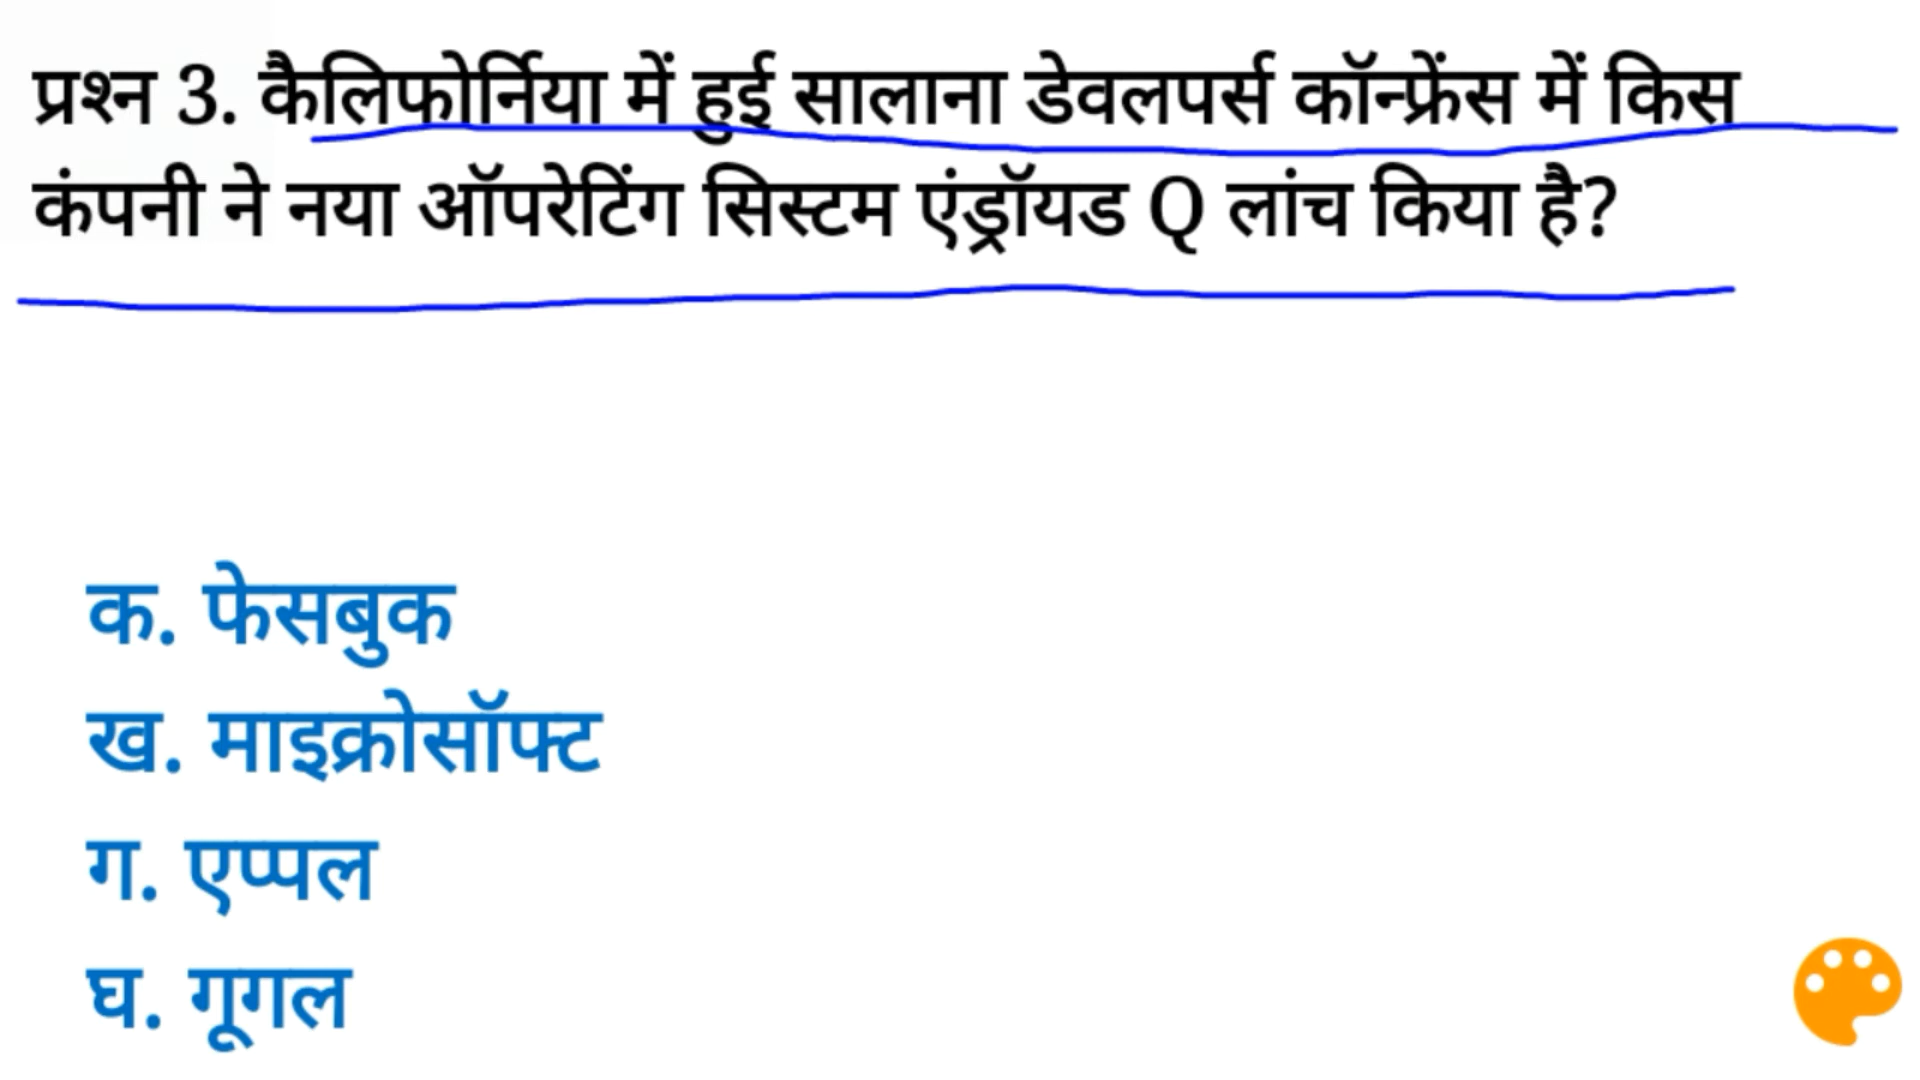 प्रश्न 3. कैलिफोर्निया में हुई सालाना डेवलपर्स कॉन्फ्रेंस में किस
कंपनी ने नया ऑपरेटिंग सिस्टम एंड्रॉयड Q लांच किया है?
क. फेसबुक
ख. माइक्रोसॉफ्ट
ग. एप्पल
घ. गूगल